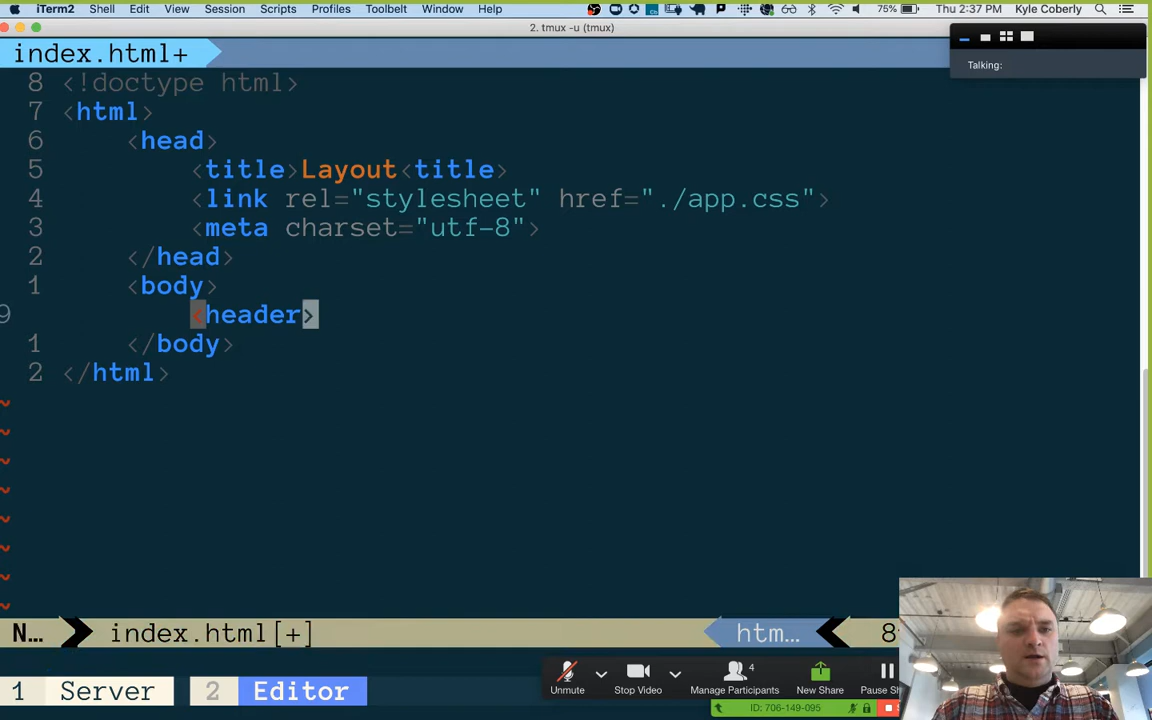 iTerm2 Shell Edit View Session Scripts Profiles Toolbelt Window Help 75% Thu 2:37 PM Kyle Coberly
2. tmux -u (tmux)
index.html+
Talking:
8 <!doctype html>
7 <html>
6 <head>
5 <title>Layout<title>
4 <link rel="stylesheet" href="./app.css">
3 <meta charset="utf-8">
2 </head>
1 <body>
9 <header>
1 </body>
2 </html>
~
~
~
~
~
~
~
~
N... index.html[+] htm... 8
1 Server 2 Editor
Unmute Stop Video 4 Manage Participants New Share Pause Sh
ID: 706-149-095